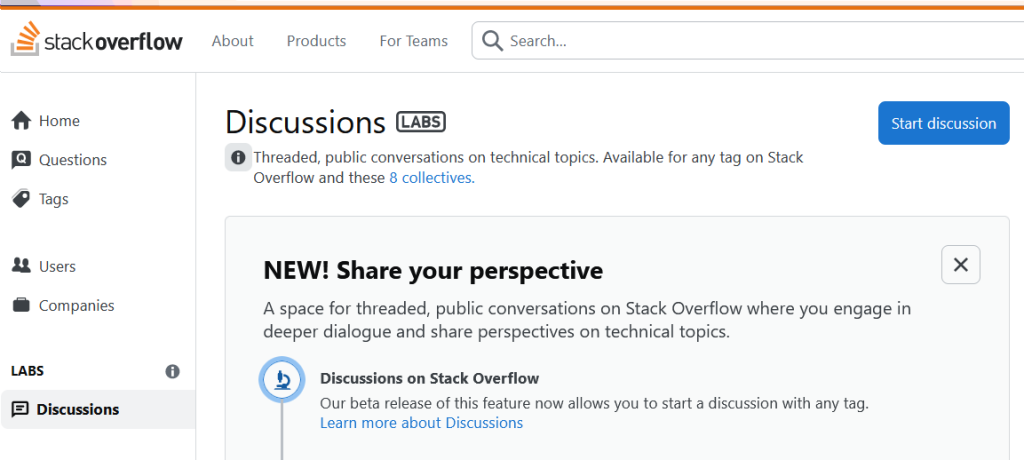 stackoverflow
About
Products
For Teams
Search...
Home
Questions
Tags
Users
Companies
LABS
Discussions
Discussions LABS
Start discussion
Threaded, public conversations on technical topics. Available for any tag on Stack
Overflow and these 8 collectives.
NEW! Share your perspective
A space for threaded, public conversations on Stack Overflow where you engage in
deeper dialogue and share perspectives on technical topics.
Discussions on Stack Overflow
Our beta release of this feature now allows you to start a discussion with any tag.
Learn more about Discussions